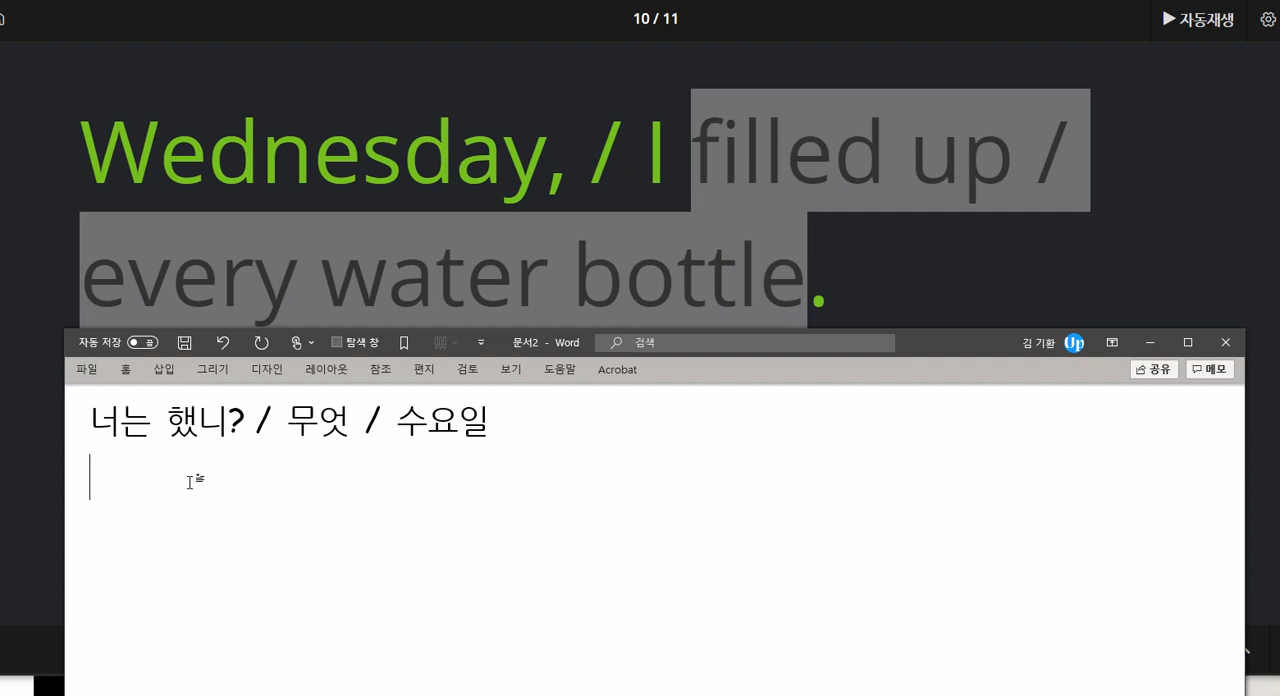 10 / 11
▶ 자동재생
Wednesday, / I filled up /
every water bottle.
자동 저장 끔 탐색 창 문서2 - Word 검색 김 기환 Up
파일 홈 삽입 그리기 디자인 레이아웃 참조 편지 검토 보기 도움말 Acrobat 공유 메모
너는 했니? / 무엇 / 수요일